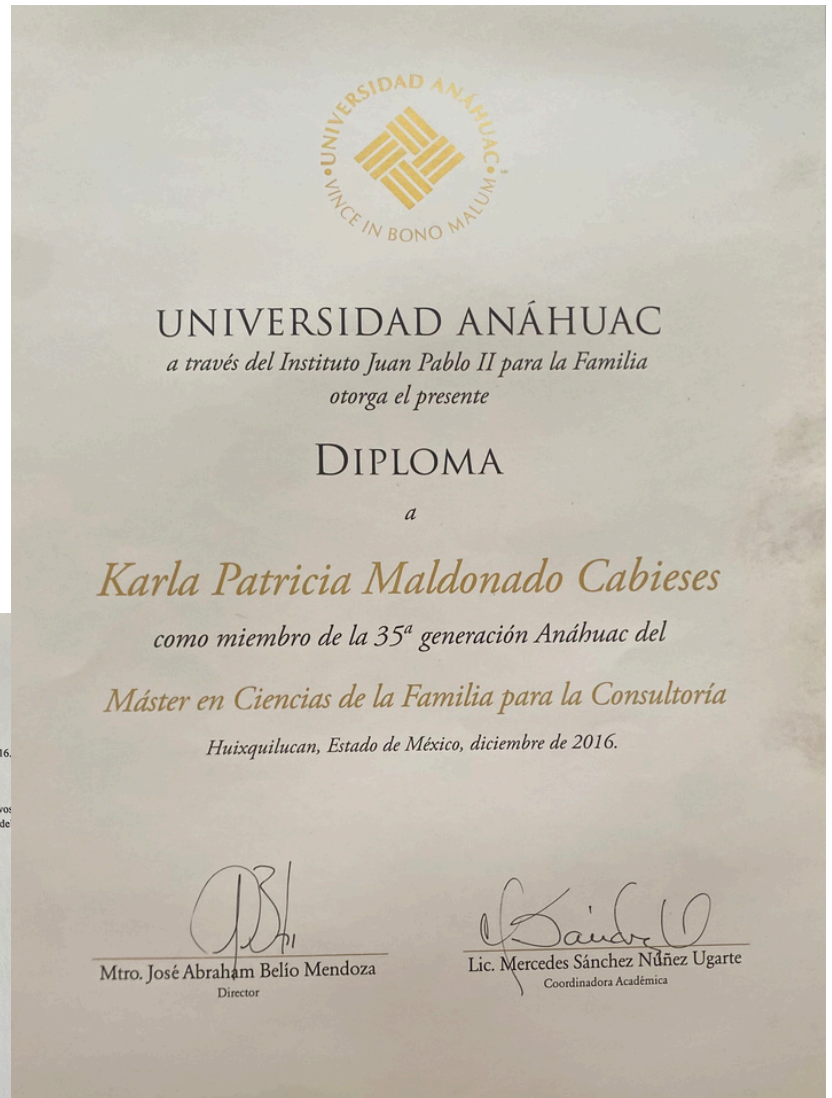 UNIVERSIDAD ANÁHUAC
VINCE IN BONO MALUM
UNIVERSIDAD ANÁHUAC
a través del Instituto Juan Pablo II para la Familia
otorga el presente
DIPLOMA
a
Karla Patricia Maldonado Cabieses
como miembro de la 35ª generación Anáhuac del
Máster en Ciencias de la Familia para la Consultoría
Huixquilucan, Estado de México, diciembre de 2016.
Mtro. José Abraham Belío Mendoza
Director
Lic. Mercedes Sánchez Núñez Ugarte
Coordinadora Académica
16.
de